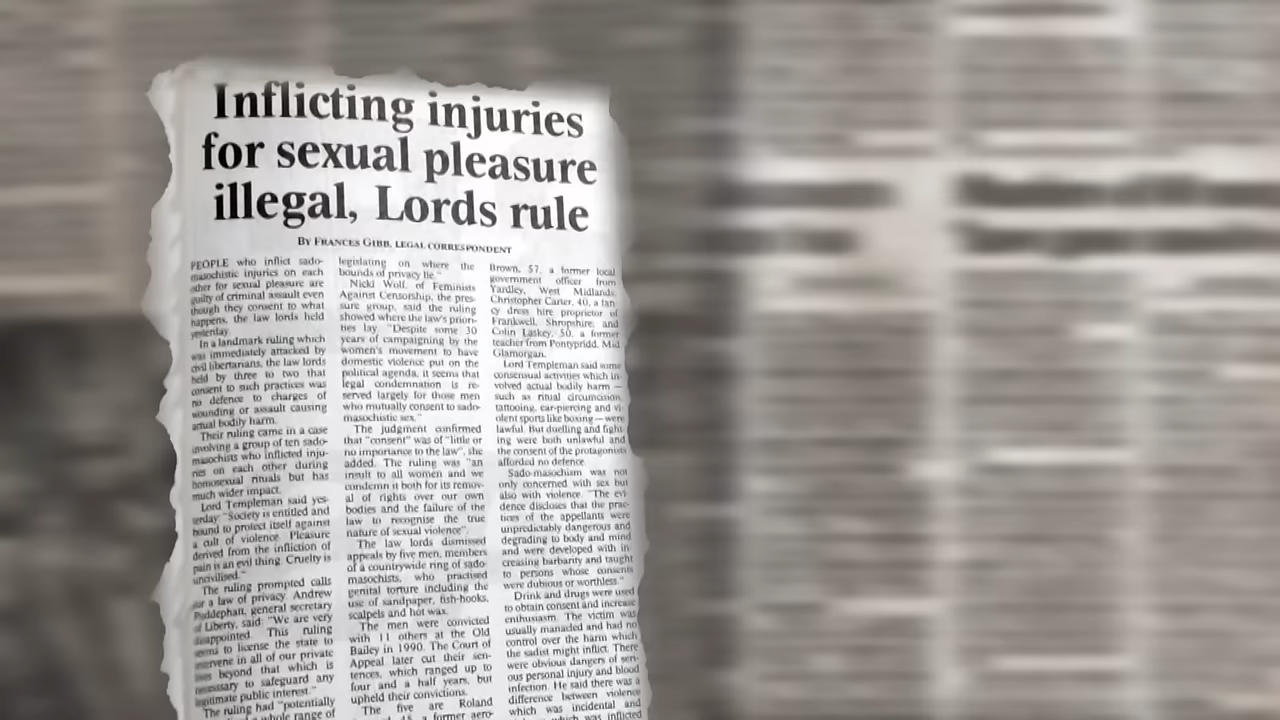 Inflicting injuries
for sexual pleasure
illegal, Lords rule
By Frances Gibb, legal correspondent
PEOPLE who inflict sado-
masochistic injuries on each
other for sexual pleasure are
guilty of criminal assault even
though they consent to what
happens, the law lords held
yesterday.
In a landmark ruling which
was immediately attacked by
civil libertarians, the law lords
held by three to two that
consent to such practices was
no defence to charges of
wounding or assault causing
actual bodily harm.
Their ruling came in a case
involving a group of ten sado-
masochists who inflicted inju-
ries on each other during
homosexual rituals but has
much wider impact.
Lord Templeman said yes-
terday: "Society is entitled and
bound to protect itself against
a cult of violence. Pleasure
derived from the infliction of
pain is an evil thing. Cruelty is
uncivilised."
The ruling prompted calls
for a law of privacy. Andrew
Puddephatt, general secretary
of Liberty, said: "We are very
disappointed. This ruling
seems to license the state to
intervene in all of our private
lives beyond that which is
necessary to safeguard any
legitimate public interest."
The ruling had "potentially
whole range of
legislating on where the
bounds of privacy lie."
Nicki Wolf, of Feminists
Against Censorship, the pres-
sure group, said the ruling
showed where the law's priori-
ties lay. "Despite some 30
years of campaigning by the
women's movement to have
domestic violence put on the
political agenda, it seems that
legal condemnation is re-
served largely for those men
who mutually consent to sado-
masochistic sex."
The judgment confirmed
that "consent" was of "little or
no importance to the law", she
added. The ruling was "an
insult to all women and we
condemn it both for its remov-
al of rights over our own
bodies and the failure of the
law to recognise the true
nature of sexual violence".
The law lords dismissed
appeals by five men, members
of a countrywide ring of sado-
masochists, who practised
genital torture including the
use of sandpaper, fish-hooks,
scalpels and hot wax.
The men were convicted
with 11 others at the Old
Bailey in 1990. The Court of
Appeal later cut their sen-
tences, which ranged up to
four and a half years, but
upheld their convictions.
The five are Roland
45, a former aero-
Brown, 57, a former local
government officer from
Yardley, West Midlands,
Christopher Carter, 40, a fan-
cy dress hire proprietor of
Frankwell, Shropshire, and
Colin Laskey, 50, a former
teacher from Pontypridd, Mid
Glamorgan.
Lord Templeman said some
consensual activities which in-
volved actual bodily harm —
such as ritual circumcision,
tattooing, ear-piercing and vi-
olent sports like boxing — were
lawful. But duelling and fight-
ing were both unlawful and
the consent of the protagonists
afforded no defence.
Sado-masochism was not
only concerned with sex but
also with violence. "The evi-
dence discloses that the prac-
tices of the appellants were
unpredictably dangerous and
degrading to body and mind
and were developed with in-
creasing barbarity and taught
to persons whose consents
were dubious or worthless."
Drink and drugs were used
to obtain consent and increase
enthusiasm. The victim was
usually manacled and had no
control over the harm which
the sadist might inflict. There
were obvious dangers of seri-
ous personal injury and blood
infection. He said there was a
difference between violence
which was incidental and
which was inflicted